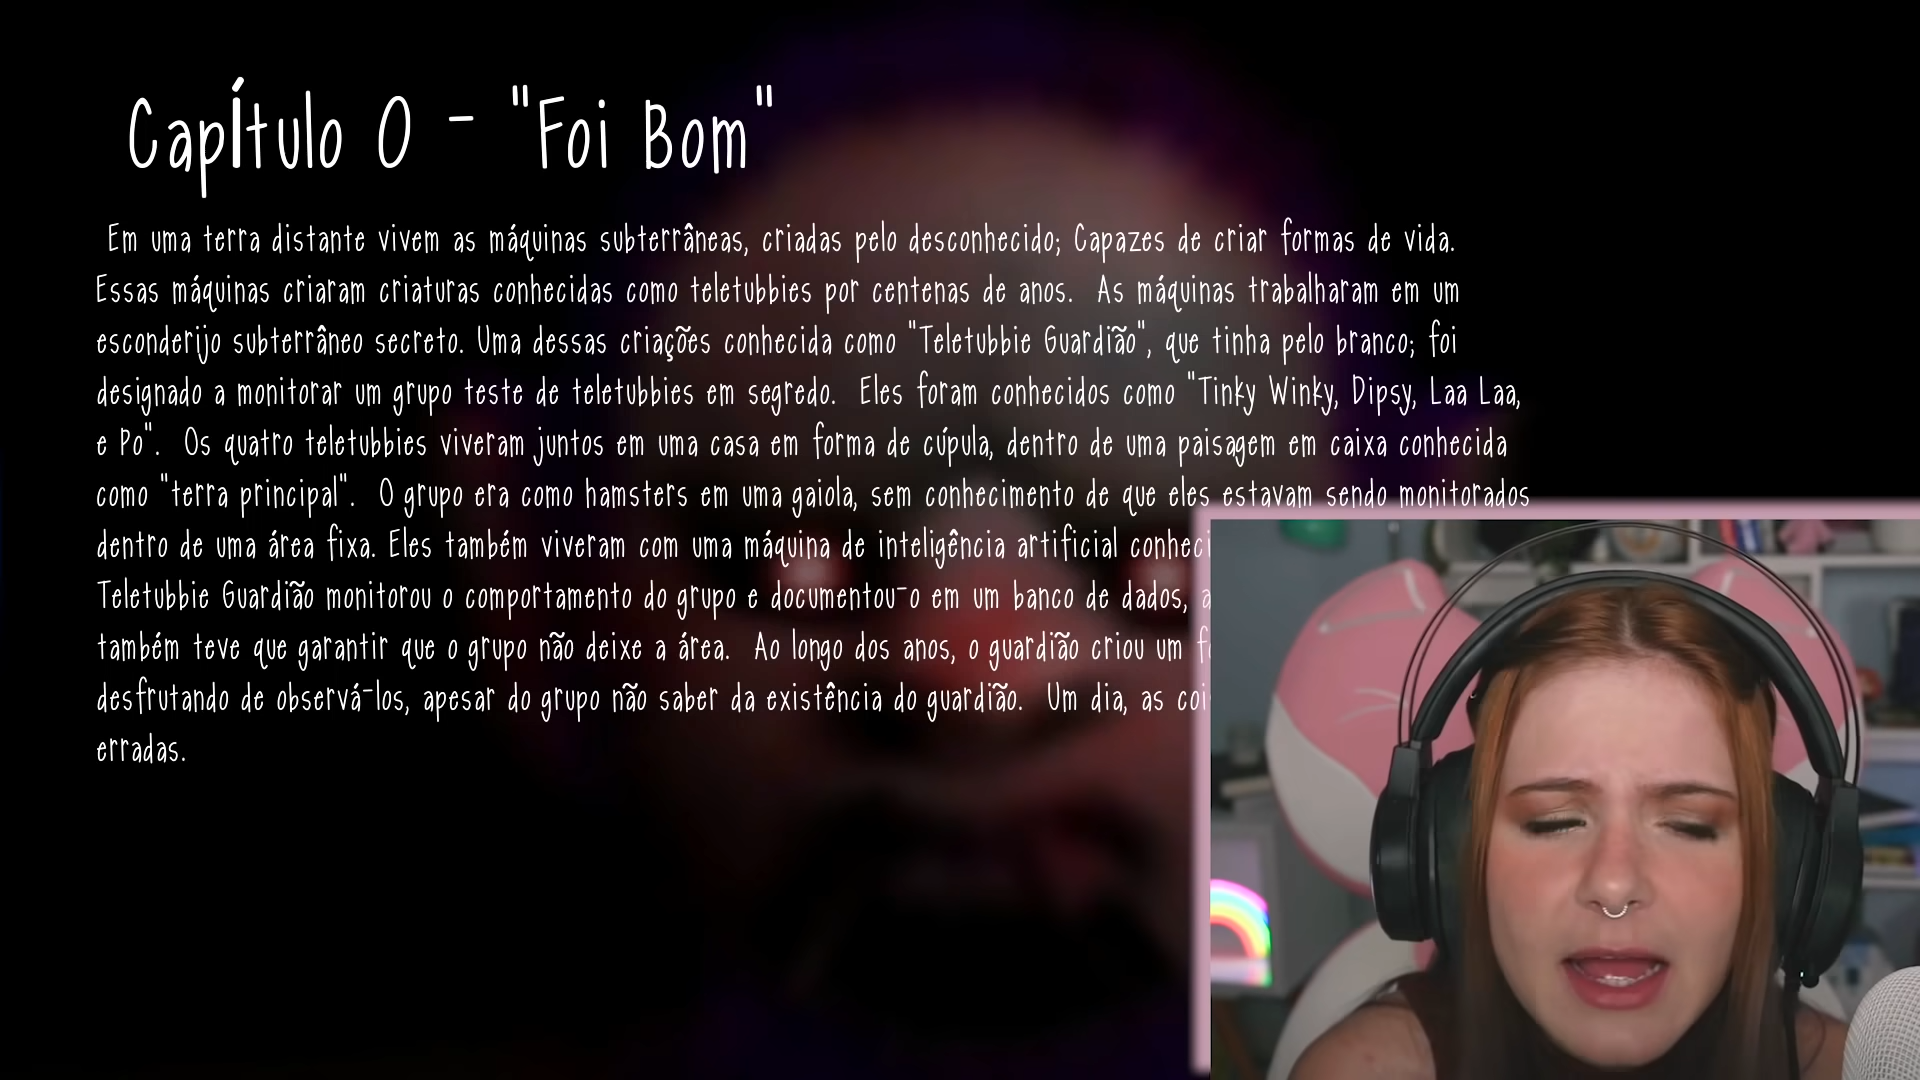 Capítulo 0 - "Foi Bom"
Em uma terra distante vivem as máquinas subterrâneas, criadas pelo desconhecido; Capazes de criar formas de vida.
Essas máquinas criaram criaturas conhecidas como teletubbies por centenas de anos. As máquinas trabalharam em um
esconderijo subterrâneo secreto. Uma dessas criações conhecida como "Teletubbie Guardião", que tinha pelo branco; foi
designado a monitorar um grupo teste de teletubbies em segredo. Eles foram conhecidos como "Tinky Winky, Dipsy, Laa Laa,
e Po". Os quatro teletubbies viveram juntos em uma casa em forma de cúpula, dentro de uma paisagem em caixa conhecida
como "terra principal". O grupo era como hamsters em uma gaiola, sem conhecimento de que eles estavam sendo monitorados
dentro de uma área fixa. Eles também viveram com uma máquina de inteligência artificial
Teletubbie Guardião monitorou o comportamento do grupo e documentou-o em um banco de dados,
também teve que garantir que o grupo não deixe a área. Ao longo dos anos, o guardião criou um
desfrutando de observá-los, apesar do grupo não saber da existência do guardião. Um dia, as
erradas.